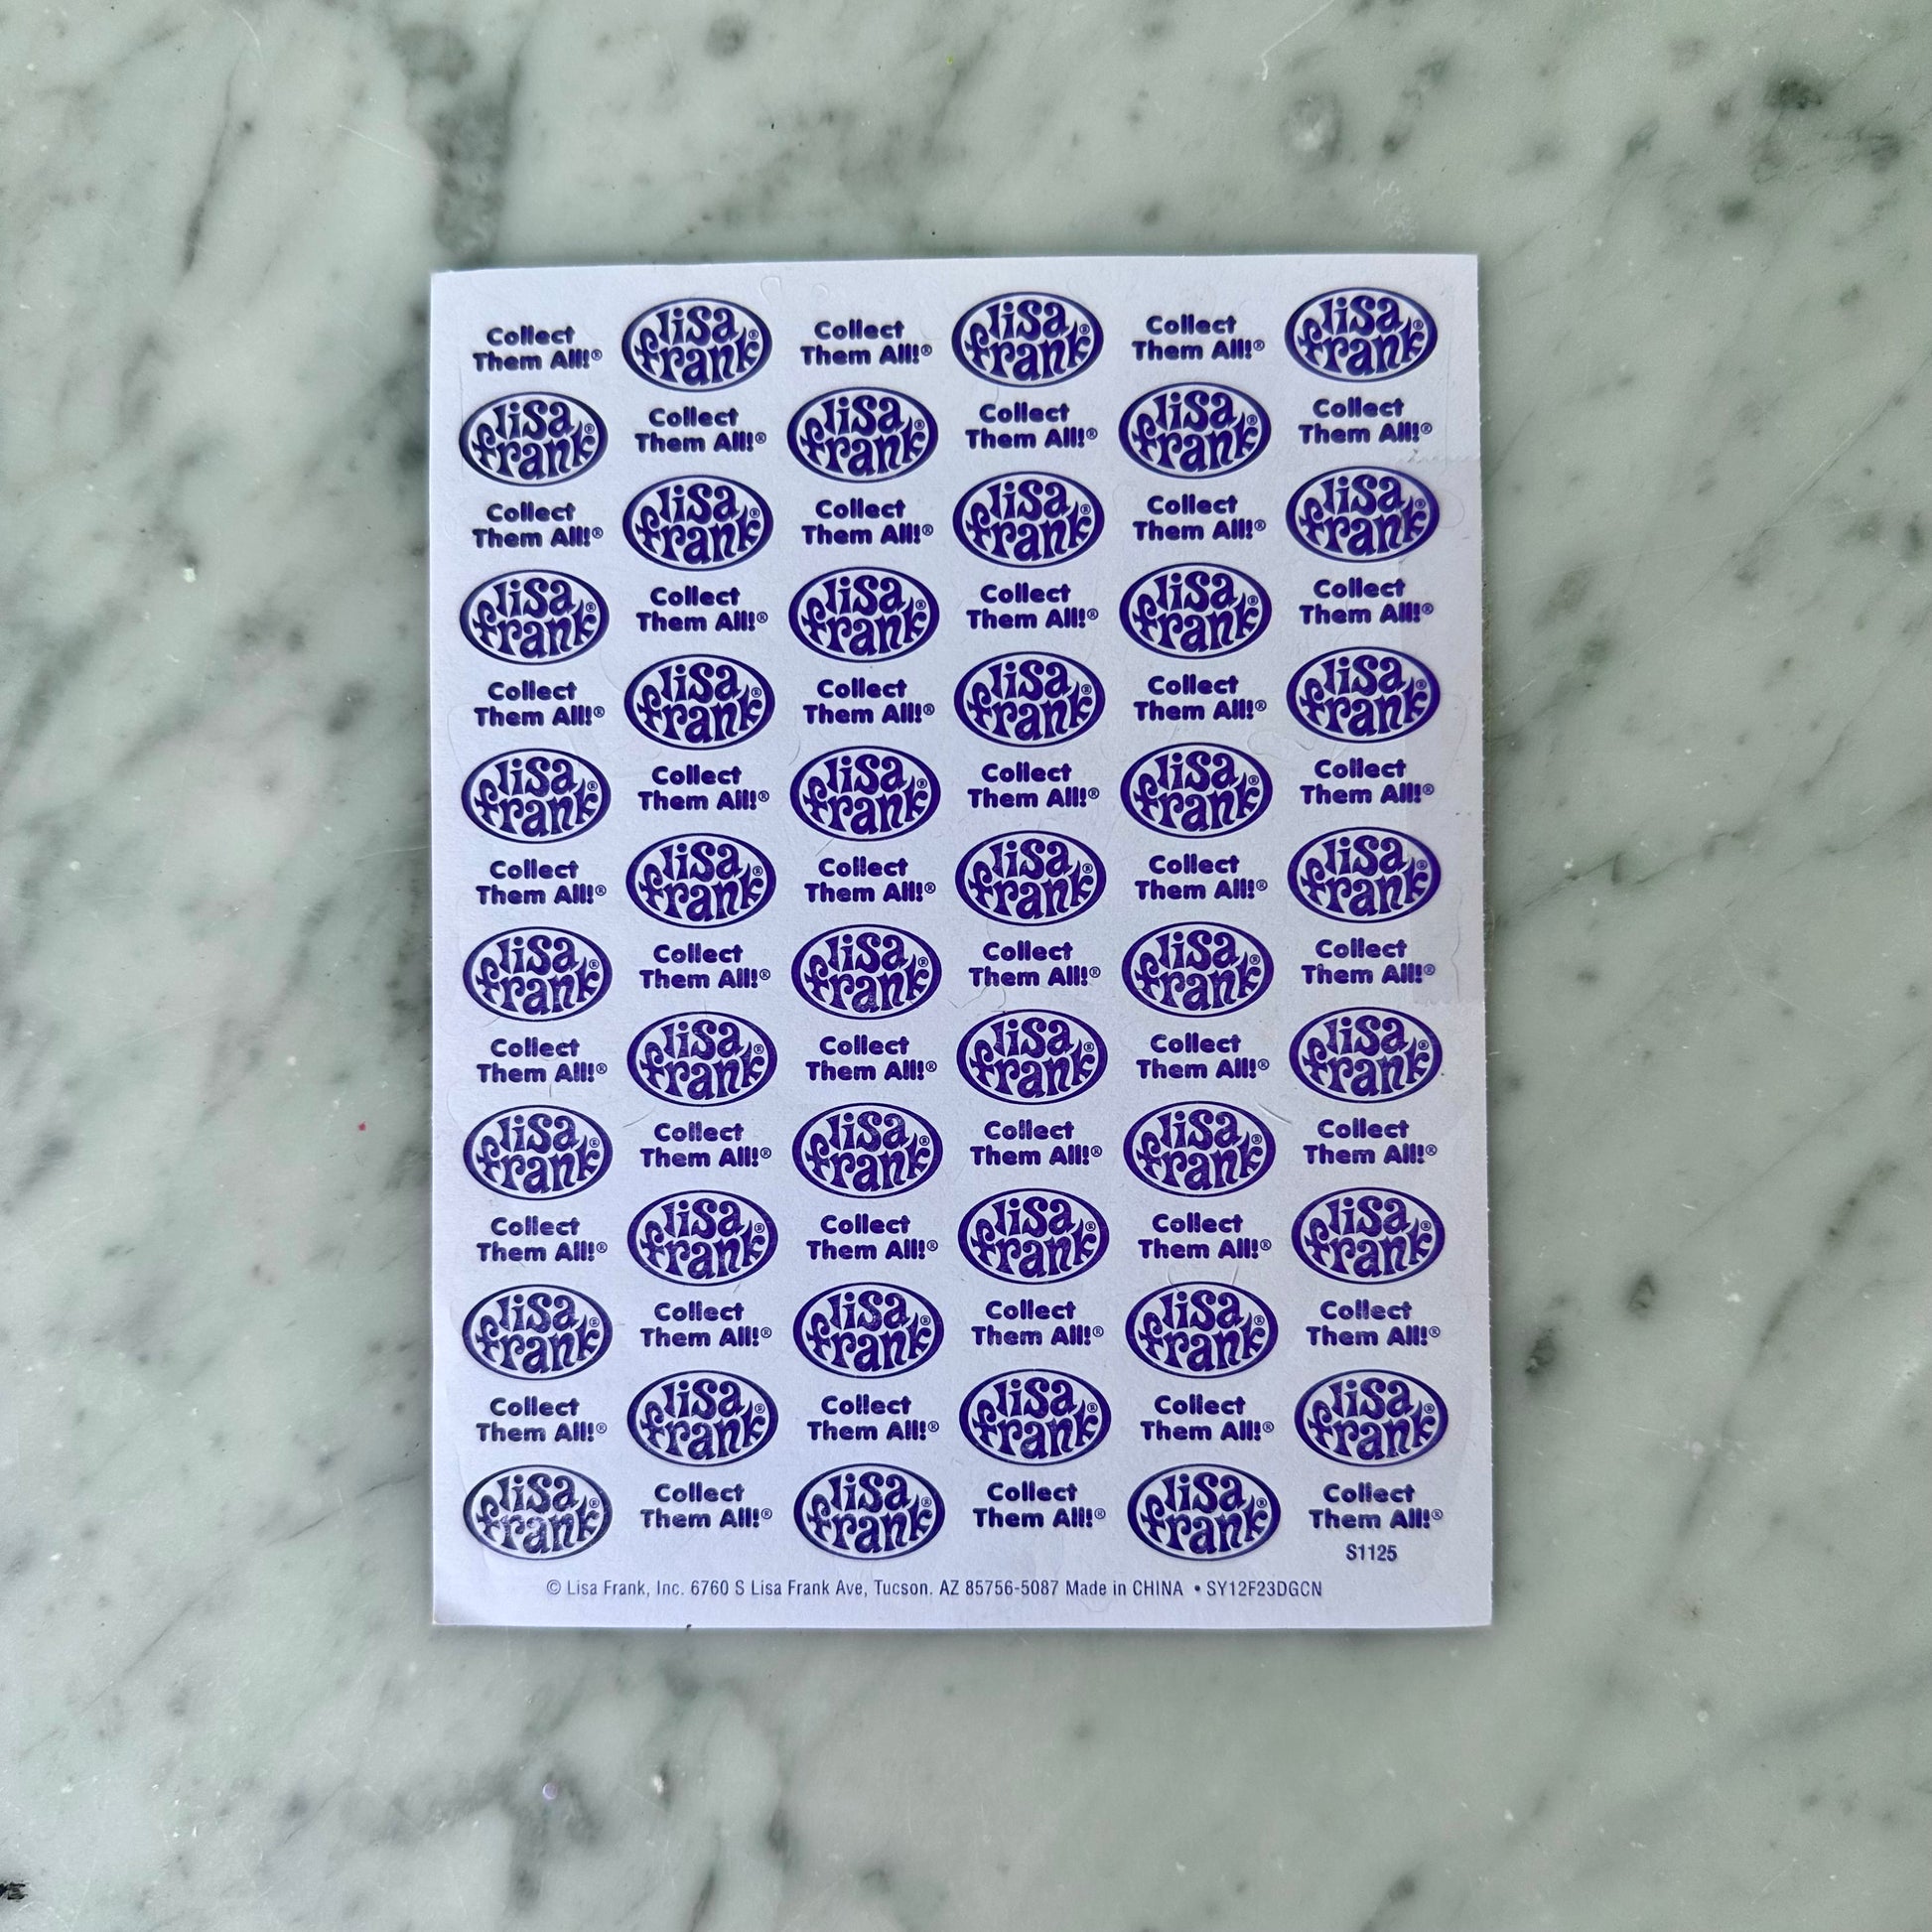 Collect lisa Collect lisa Collect lisa
Them All!® frank® Them All!® frank® Them All!® frank®
lisa Collect lisa Collect lisa Collect
frank® Them All!® frank® Them All!® frank® Them All!®
Collect lisa Collect lisa Collect lisa
Them All!® frank® Them All!® frank® Them All!® frank®
lisa Collect lisa Collect lisa Collect
frank® Them All!® frank® Them All!® frank® Them All!®
Collect lisa Collect lisa Collect lisa
Them All!® frank® Them All!® frank® Them All!® frank®
lisa Collect lisa Collect lisa Collect
frank® Them All!® frank® Them All!® frank® Them All!®
Collect lisa Collect lisa Collect lisa
Them All!® frank® Them All!® frank® Them All!® frank®
lisa Collect lisa Collect lisa Collect
frank® Them All!® frank® Them All!® frank® Them All!®
Collect lisa Collect lisa Collect lisa
Them All!® frank® Them All!® frank® Them All!® frank®
lisa Collect lisa Collect lisa Collect
frank® Them All!® frank® Them All!® frank® Them All!®
Collect lisa Collect lisa Collect lisa
Them All!® frank® Them All!® frank® Them All!® frank®
lisa Collect lisa Collect lisa Collect
frank® Them All!® frank® Them All!® frank® Them All!®
Collect lisa Collect lisa Collect lisa
Them All!® frank® Them All!® frank® Them All!® frank®
lisa Collect lisa Collect lisa Collect
frank® Them All!® frank® Them All!® frank® Them All!®
S1125
© Lisa Frank, Inc. 6760 S Lisa Frank Ave, Tucson. AZ 85756-5087 Made in CHINA • SY12F23DGCN